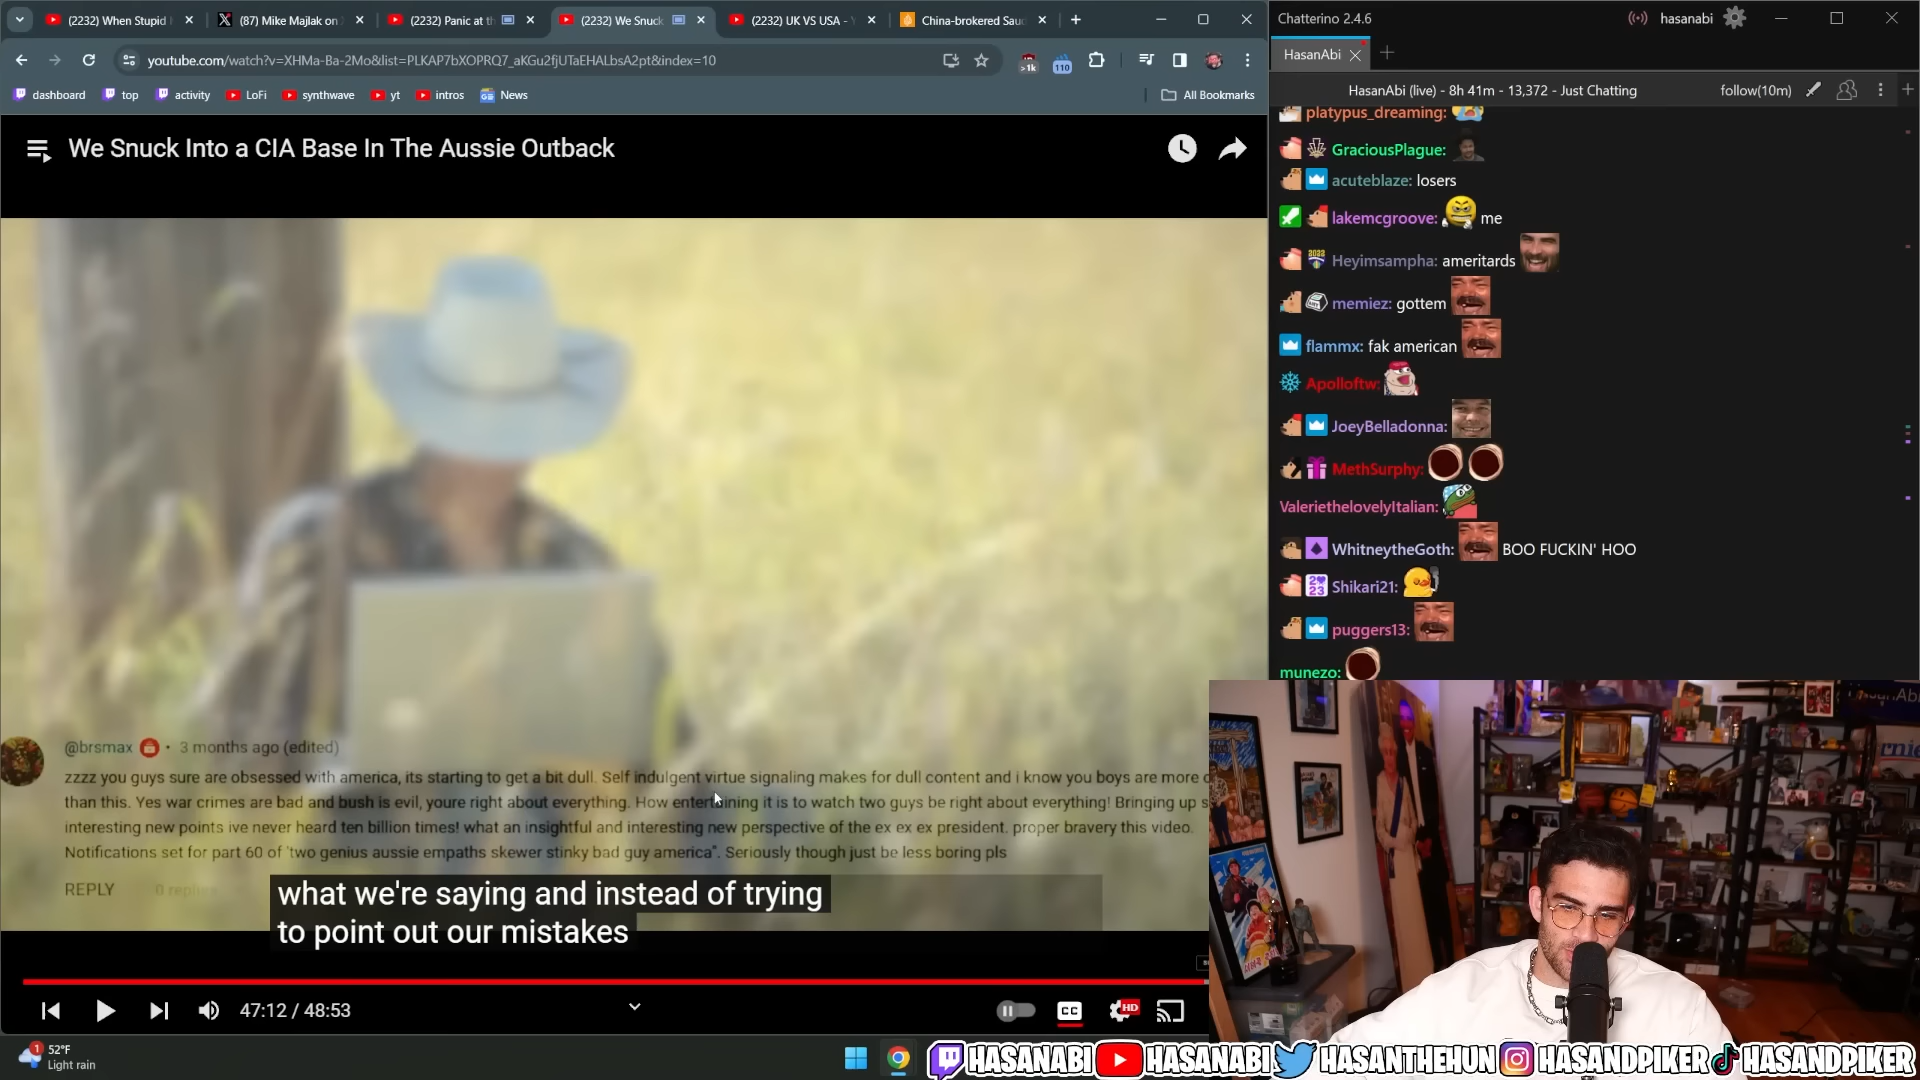 (2232) When Stupid
(87) Mike Majlak on
(2232) Panic at th
(2232) We Snuck
(2232) UK VS USA -
China-brokered Saud
youtube.com/watch?v=XHMa-Ba-2Mo&list=PLKAP7bXOPRQ7_aKGu2fjUTaEHALbsA2pt&index=10
>1k
110
dashboard
top
activity
LoFi
synthwave
yt
intros
News
All Bookmarks
We Snuck Into a CIA Base In The Aussie Outback
@brsmax • 3 months ago (edited)
zzzz you guys sure are obsessed with america, its starting to get a bit dull. Self indulgent virtue signaling makes for dull content and i know you boys are more
than this. Yes war crimes are bad and bush is evil, youre right about everything. How entertaining it is to watch two guys be right about everything! Bringing up
interesting new points ive never heard ten billion times! what an insightful and interesting new perspective of the ex ex ex president. proper bravery this video.
Notifications set for part 60 of 'two genius aussie empaths skewer stinky bad guy america". Seriously though just be less boring pls
REPLY
0 replies
what we're saying and instead of trying
to point out our mistakes
47:12 / 48:53
CC
HD
1
52°F
Light rain
Chatterino 2.4.6
hasanabi
HasanAbi
HasanAbi (live) - 8h 41m - 13,372 - Just Chatting
follow(10m)
platypus_dreaming:
GraciousPlague:
acuteblaze: losers
lakemcgroove: me
Heyimsampha: ameritards
memiez: gottem
flammx: fak american
Apolloftw:
JoeyBelladonna:
MethSurphy:
ValeriethelovelyItalian:
WhitneytheGoth: BOO FUCKIN' HOO
Shikari21:
puggers13:
munezo:
HASANABI
HASANABI
HASANTHEHUN
HASANDPIKER
HASANDPIKER